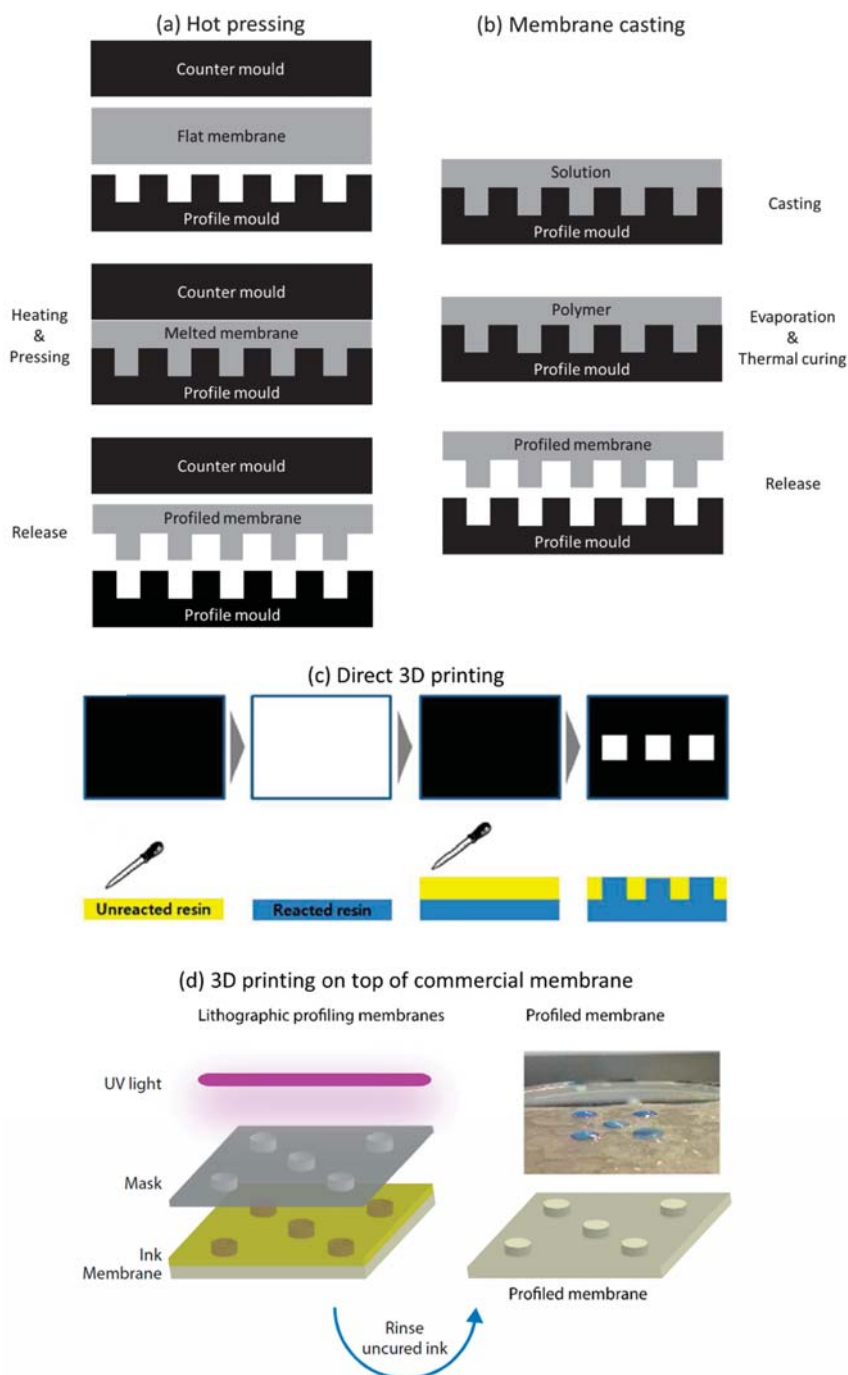 (a) Hot pressing
Counter mould
Flat membrane
Profile mould
Heating
&
Pressing
Counter mould
Melted membrane
Profile mould
Release
Counter mould
Profiled membrane
Profile mould
(b) Membrane casting
Solution
Profile mould
Casting
Polymer
Profile mould
Evaporation
&
Thermal curing
Profiled membrane
Profile mould
Release
(c) Direct 3D printing
Unreacted resin
Reacted resin
(d) 3D printing on top of commercial membrane
Lithographic profiling membranes
UV light
Mask
Ink
Membrane
Profiled membrane
Profiled membrane
Rinse
uncured ink